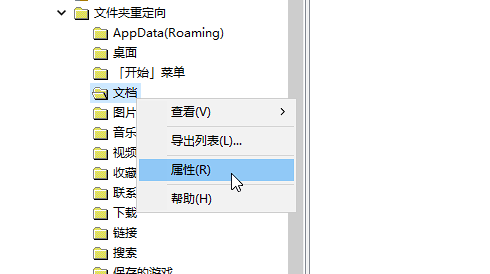 文件夹重定向
AppData(Roaming)
桌面
「开始」菜单
文档
图片
查看(V)
音乐
导出列表(L)...
视频
收藏
属性(R)
联系
帮助(H)
下载
链接
搜索
保存的游戏